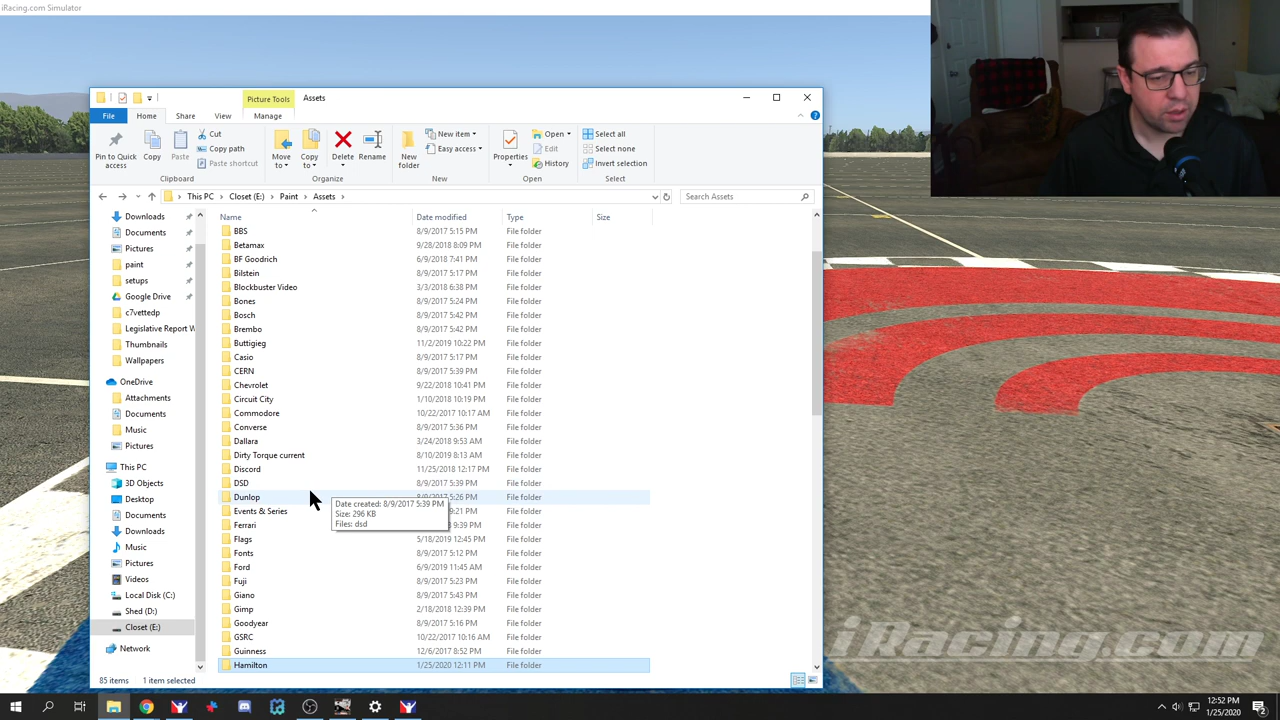 iRacing.com Simulator
Picture Tools
Assets
File
Home
Share
View
Manage
Pin to Quick access
Copy
Paste
Cut
Copy path
Paste shortcut
Clipboard
Move to
Copy to
Delete
Rename
Organize
New folder
New item
Easy access
New
Properties
Open
Edit
History
Open
Select all
Select none
Invert selection
Select
This PC
Closet (E:)
Paint
Assets
Search Assets
Name
Date modified
Type
Size
Downloads
Documents
Pictures
paint
setups
Google Drive
c7vettedp
Legislative Report W
Thumbnails
Wallpapers
OneDrive
Attachments
Documents
Music
Pictures
This PC
3D Objects
Desktop
Documents
Downloads
Music
Pictures
Videos
Local Disk (C:)
Shed (D:)
Closet (E:)
Network
BBS 8/9/2017 5:15 PM File folder
Betamax 9/28/2018 8:09 PM File folder
BF Goodrich 6/9/2018 7:41 PM File folder
Bilstein 8/9/2017 5:17 PM File folder
Blockbuster Video 3/3/2018 6:38 PM File folder
Bones 8/9/2017 5:24 PM File folder
Bosch 8/9/2017 5:42 PM File folder
Brembo 8/9/2017 5:42 PM File folder
Buttigieg 11/2/2019 10:22 PM File folder
Casio 8/9/2017 5:17 PM File folder
CERN 8/9/2017 5:39 PM File folder
Chevrolet 9/22/2018 10:41 PM File folder
Circuit City 1/10/2018 10:19 PM File folder
Commodore 10/22/2017 10:17 AM File folder
Converse 8/9/2017 5:36 PM File folder
Dallara 3/24/2018 9:53 AM File folder
Dirty Torque current 8/10/2019 8:13 AM File folder
Discord 11/25/2018 12:17 PM File folder
DSD 8/9/2017 5:39 PM File folder
Dunlop 8/9/2017 5:26 PM File folder
Events & Series 9:21 PM File folder
Ferrari 9:39 PM File folder
Flags 5/18/2019 12:45 PM File folder
Fonts 8/9/2017 5:12 PM File folder
Ford 6/9/2019 11:45 AM File folder
Fuji 8/9/2017 5:23 PM File folder
Giano 8/9/2017 5:43 PM File folder
Gimp 2/18/2018 12:39 PM File folder
Goodyear 8/9/2017 5:16 PM File folder
GSRC 10/22/2017 10:16 AM File folder
Guinness 12/6/2017 8:52 PM File folder
Hamilton 1/25/2020 12:11 PM File folder
Date created: 8/9/2017 5:39 PM
Size: 296 KB
Files: dsd
85 items 1 item selected
iRacing.com
12:52 PM
1/25/2020
2